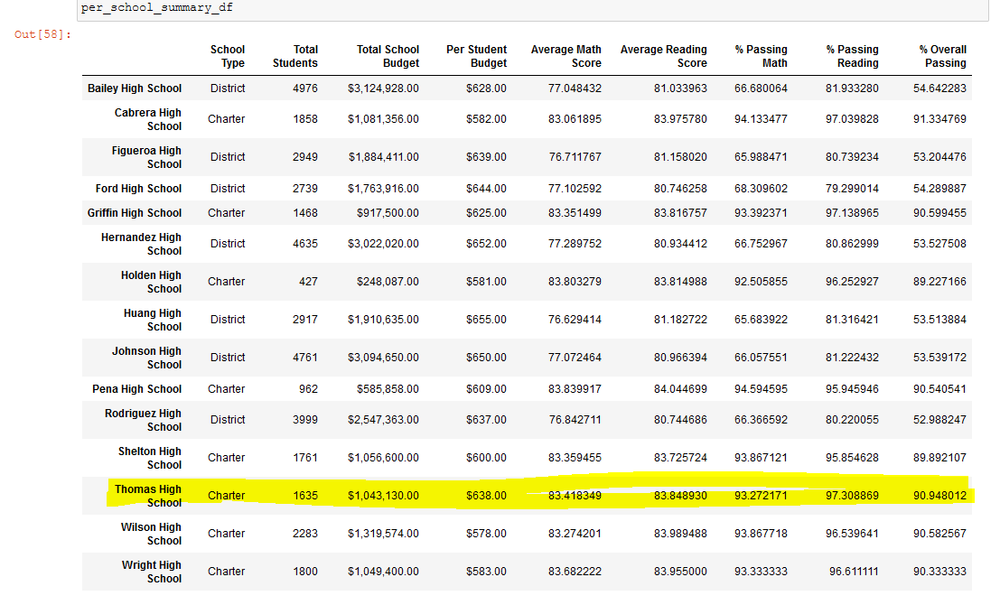 per_school_summary_df
Out[58]:
School Type Total Students Total School Budget Per Student Budget Average Math Score Average Reading Score % Passing Math % Passing Reading % Overall Passing
Bailey High School District 4976 $3,124,928.00 $628.00 77.048432 81.033963 66.680064 81.933280 54.642283
Cabrera High School Charter 1858 $1,081,356.00 $582.00 83.061895 83.975780 94.133477 97.039828 91.334769
Figueroa High School District 2949 $1,884,411.00 $639.00 76.711767 81.158020 65.988471 80.739234 53.204476
Ford High School District 2739 $1,763,916.00 $644.00 77.102592 80.746258 68.309602 79.299014 54.289887
Griffin High School Charter 1468 $917,500.00 $625.00 83.351499 83.816757 93.392371 97.138965 90.599455
Hernandez High School District 4635 $3,022,020.00 $652.00 77.289752 80.934412 66.752967 80.862999 53.527508
Holden High School Charter 427 $248,087.00 $581.00 83.803279 83.814988 92.505855 96.252927 89.227166
Huang High School District 2917 $1,910,635.00 $655.00 76.629414 81.182722 65.683922 81.316421 53.513884
Johnson High School District 4761 $3,094,650.00 $650.00 77.072464 80.966394 66.057551 81.222432 53.539172
Pena High School Charter 962 $585,858.00 $609.00 83.839917 84.044699 94.594595 95.945946 90.540541
Rodriguez High School District 3999 $2,547,363.00 $637.00 76.842711 80.744686 66.366592 80.220055 52.988247
Shelton High School Charter 1761 $1,056,600.00 $600.00 83.359455 83.725724 93.867121 95.854628 89.892107
Thomas High School Charter 1635 $1,043,130.00 $638.00 83.418349 83.848930 93.272171 97.308869 90.948012
Wilson High School Charter 2283 $1,319,574.00 $578.00 83.274201 83.989488 93.867718 96.539641 90.582567
Wright High School Charter 1800 $1,049,400.00 $583.00 83.682222 83.955000 93.333333 96.611111 90.333333